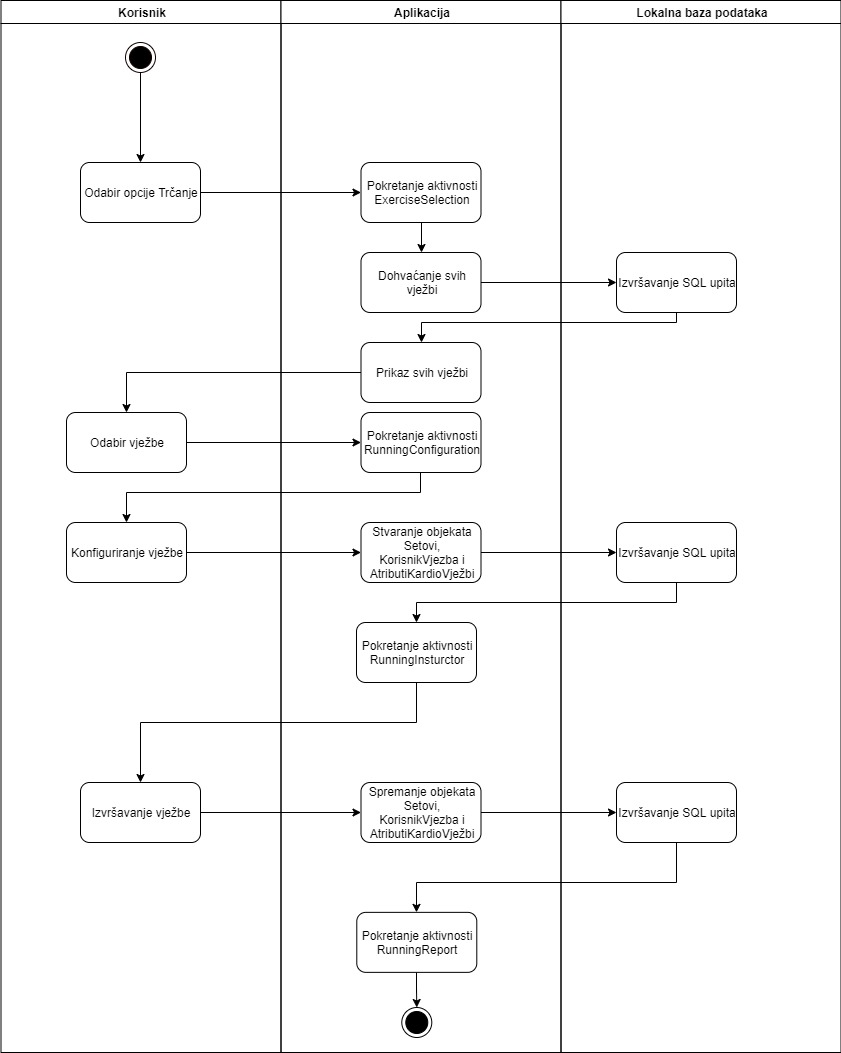 Korisnik
Aplikacija
Lokalna baza podataka
Odabir opcije Trčanje
Pokretanje aktivnosti
ExerciseSelection
Dohvaćanje svih
vježbi
Izvršavanje SQL upita
Prikaz svih vježbi
Odabir vježbe
Pokretanje aktivnosti
RunningConfiguration
Konfiguriranje vježbe
Stvaranje objekata
Setovi,
KorisnikVjezba i
AtributiKardioVježbi
Izvršavanje SQL upita
Pokretanje aktivnosti
RunningInsturctor
Izvršavanje vježbe
Spremanje objekata
Setovi,
KorisnikVjezba i
AtributiKardioVježbi
Izvršavanje SQL upita
Pokretanje aktivnosti
RunningReport